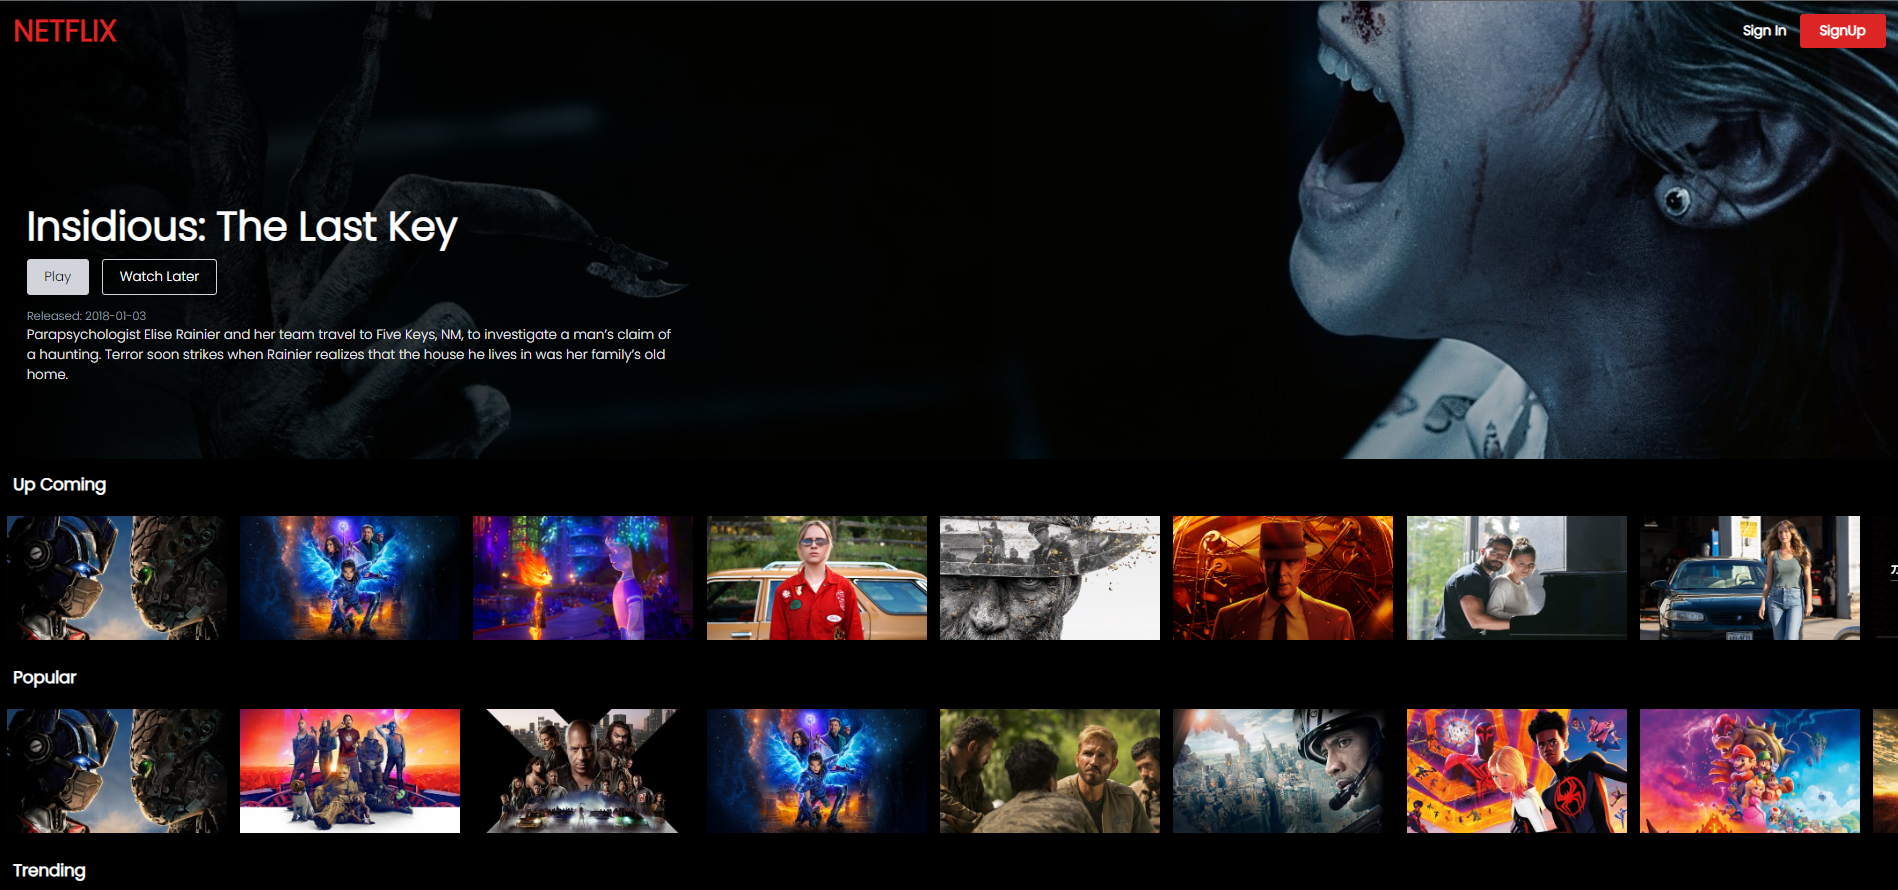 NETFLIX
Sign In
SignUp
Insidious: The Last Key
Play
Watch Later
Released: 2018-01-03
Parapsychologist Elise Rainier and her team travel to Five Keys, NM, to investigate a man's claim of
a haunting. Terror soon strikes when Rainier realizes that the house he lives in was her family's old
home.
Up Coming
Popular
Trending